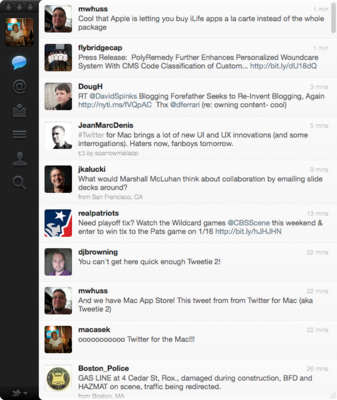 mwhuss 1 min
Cool that Apple is letting you buy iLife apps a la carte instead of the whole
package
flybridgecap 1 min
Press Release: PolyRemedy Further Enhances Personalized Woundcare
System With CMS Code Classification of Custom... http://bit.ly/dU18dQ
DougH 3 mins
RT @DavidSpinks Blogging Forefather Seeks to Re-Invent Blogging, Again
http://nyti.ms/fVQpAC Thx @dferrari (re: owning content- cool)
JeanMarcDenis 5 mins
#Twitter for Mac brings a lot of new UI and UX innovations (and some
interrogations). Haters now, fanboys tomorrow.
by sparrowmailapp
jkalucki 9 mins
What would Marshall McLuhan think about collaboration by emailing slide
decks around?
from San Francisco, CA
realpatriots 13 mins
Need playoff tix? Watch the Wildcard games @CBSScene this weekend &
enter to win tix to the Pats game on 1/16 http://bit.ly/hJHJHN
djbrowning 22 mins
You can't get here quick enough Tweetie 2!
mwhuss 22 mins
And we have Mac App Store! This tweet from from Twitter for Mac (aka
Tweetie 2)
macasek 22 mins
ooooooooooo Twitter for the Mac!!!
Boston_Police 26 mins
GAS LINE at 4 Cedar St, Rox., damaged during construction, BFD and
HAZMAT on scene, traffic being redirected.
from Boston, MA